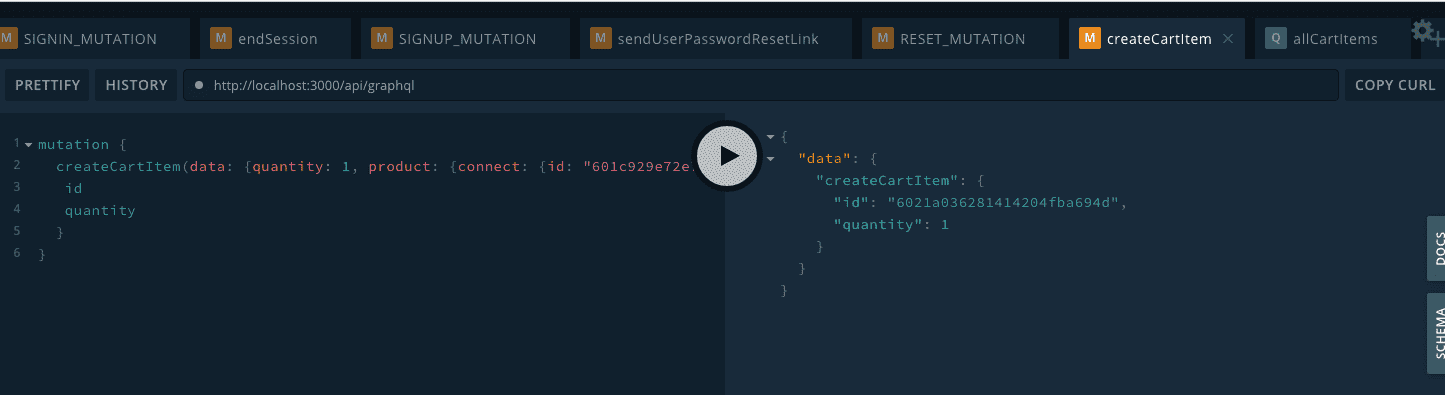 M SIGNIN_MUTATION
M endSession
M SIGNUP_MUTATION
M sendUserPasswordResetLink
M RESET_MUTATION
M createCartItem ×
Q allCartItems
+
PRETTIFY
HISTORY
http://localhost:3000/api/graphql
COPY CURL
1 mutation {
2 createCartItem(data: {quantity: 1, product: {connect: {id: "601c929e72e
3 id
4 quantity
5 }
6 }
{
"data": {
"createCartItem": {
"id": "6021a036281414204fba694d",
"quantity": 1
}
}
}
DOCS
SCHEMA